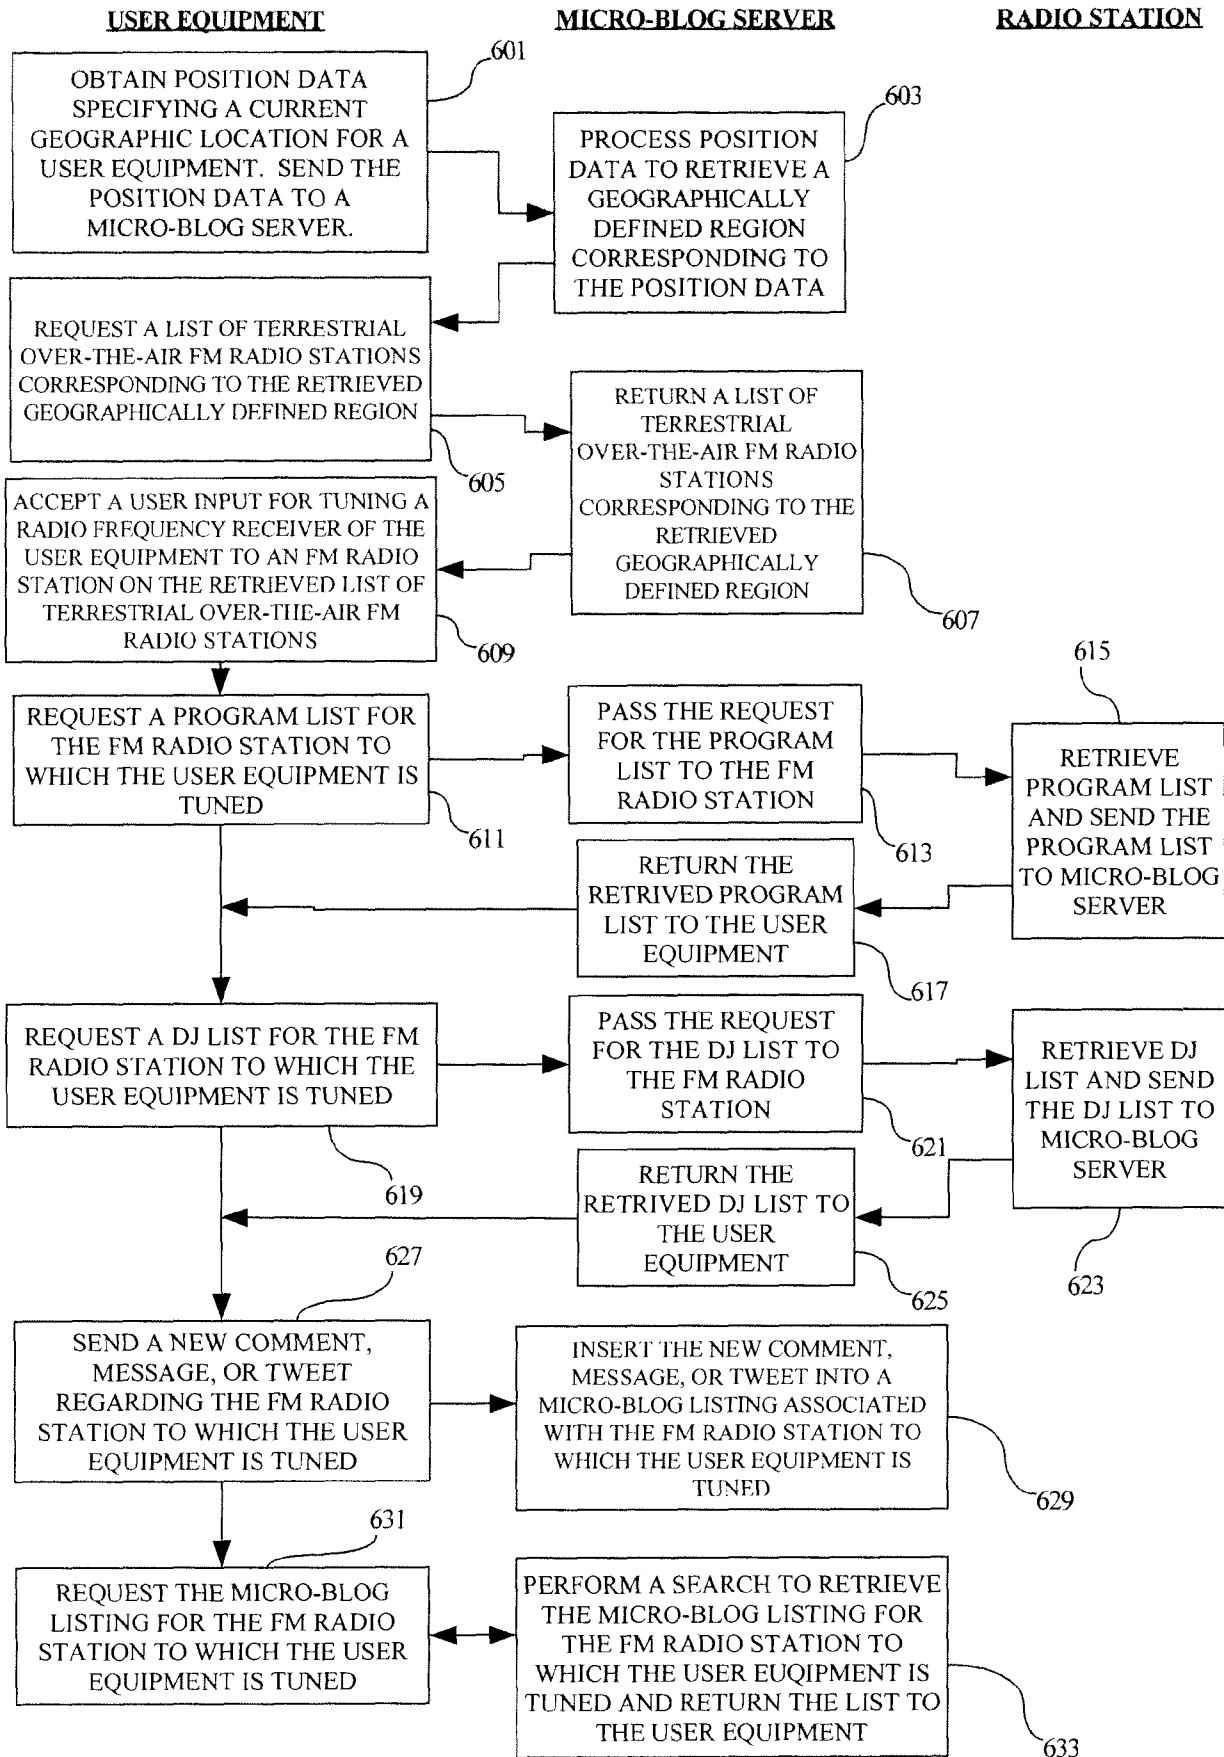 USER EQUIPMENT
MICRO-BLOG SERVER
RADIO STATION
601
OBTAIN POSITION DATA
SPECIFYING A CURRENT
GEOGRAPHIC LOCATION FOR A
USER EQUIPMENT. SEND THE
POSITION DATA TO A
MICRO-BLOG SERVER.
603
PROCESS POSITION
DATA TO RETRIEVE A
GEOGRAPHICALLY
DEFINED REGION
CORRESPONDING TO
THE POSITION DATA
REQUEST A LIST OF TERRESTRIAL
OVER-THE-AIR FM RADIO STATIONS
CORRESPONDING TO THE RETRIEVED
GEOGRAPHICALLY DEFINED REGION
605
RETURN A LIST OF
TERRESTRIAL
OVER-THE-AIR FM RADIO
STATIONS
CORRESPONDING TO THE
RETRIEVED
GEOGRAPHICALLY
DEFINED REGION
607
ACCEPT A USER INPUT FOR TUNING A
RADIO FREQUENCY RECEIVER OF THE
USER EQUIPMENT TO AN FM RADIO
STATION ON THE RETRIEVED LIST OF
TERRESTRIAL OVER-THE-AIR FM
RADIO STATIONS
609
REQUEST A PROGRAM LIST FOR
THE FM RADIO STATION TO
WHICH THE USER EQUIPMENT IS
TUNED
611
PASS THE REQUEST
FOR THE PROGRAM
LIST TO THE FM
RADIO STATION
613
615
RETRIEVE
PROGRAM LIST
AND SEND THE
PROGRAM LIST
TO MICRO-BLOG
SERVER
RETURN THE
RETRIVED PROGRAM
LIST TO THE USER
EQUIPMENT
617
REQUEST A DJ LIST FOR THE FM
RADIO STATION TO WHICH THE
USER EQUIPMENT IS TUNED
619
PASS THE REQUEST
FOR THE DJ LIST TO
THE FM RADIO
STATION
621
RETRIEVE DJ
LIST AND SEND
THE DJ LIST TO
MICRO-BLOG
SERVER
623
RETURN THE
RETRIVED DJ LIST TO
THE USER
EQUIPMENT
625
627
SEND A NEW COMMENT,
MESSAGE, OR TWEET
REGARDING THE FM RADIO
STATION TO WHICH THE USER
EQUIPMENT IS TUNED
INSERT THE NEW COMMENT,
MESSAGE, OR TWEET INTO A
MICRO-BLOG LISTING ASSOCIATED
WITH THE FM RADIO STATION TO
WHICH THE USER EQUIPMENT IS
TUNED
629
631
REQUEST THE MICRO-BLOG
LISTING FOR THE FM RADIO
STATION TO WHICH THE USER
EQUIPMENT IS TUNED
PERFORM A SEARCH TO RETRIEVE
THE MICRO-BLOG LISTING FOR
THE FM RADIO STATION TO
WHICH THE USER EUQIPMENT IS
TUNED AND RETURN THE LIST TO
THE USER EQUIPMENT
633